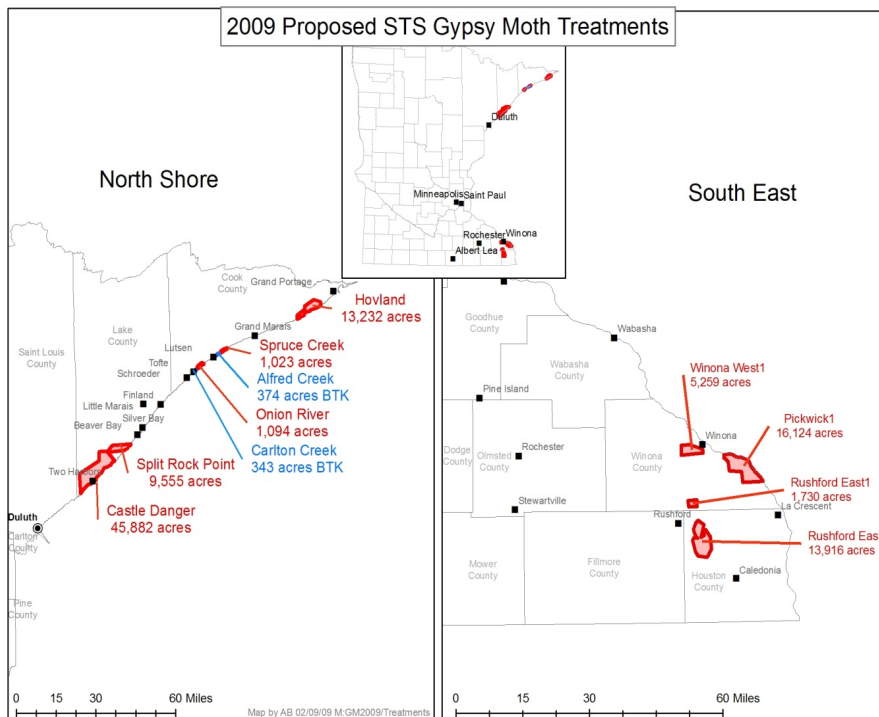 2009 Proposed STS Gypsy Moth Treatments
Duluth
Minneapolis
Saint Paul
Rochester
Winona
Albert Lea
North Shore
Cook
County
Grand Portage
Hovland
13,232 acres
Grand Marais
Lake
County
Lutsen
Spruce Creek
1,023 acres
Saint Louis
County
Tofte
Schroeder
Alfred Creek
374 acres BTK
Finland
Little Marais
Onion River
1,094 acres
Silver Bay
Beaver Bay
Carlton Creek
343 acres BTK
Split Rock Point
9,555 acres
Two Harbors
Castle Danger
45,882 acres
Duluth
Carlton
County
Pine
County
0 15 30 60 Miles
Map by AB 02/09/09 M:GM2009/Treatments
South East
Goodhue
County
Wabasha
Wabasha
County
Winona West1
5,259 acres
Pine Island
Pickwick1
16,124 acres
Winona
Dodge
County
Olmsted
County
Rochester
Winona
County
Rushford East1
1,730 acres
Stewartville
La Crescent
Rushford
Rushford Eas
13,916 acres
Mower
County
Fillmore
County
Houston
County
Caledonia
0 15 30 60 Miles